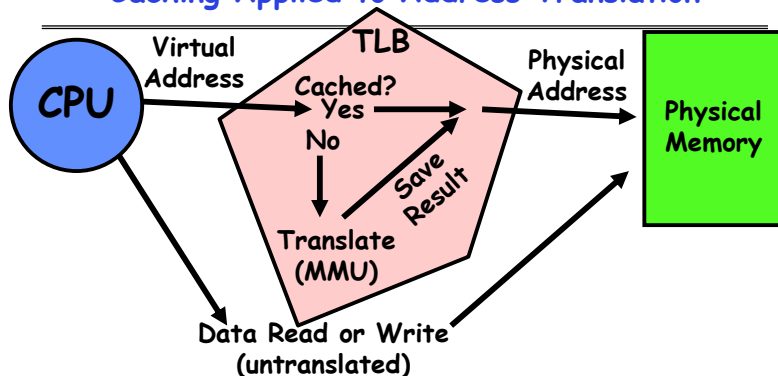 Caching Applied to Address Translation
Virtual
Address
TLB
Physical
Address
CPU
Cached?
Yes
No
Save
Result
Translate
(MMU)
Physical
Memory
Data Read or Write
(untranslated)